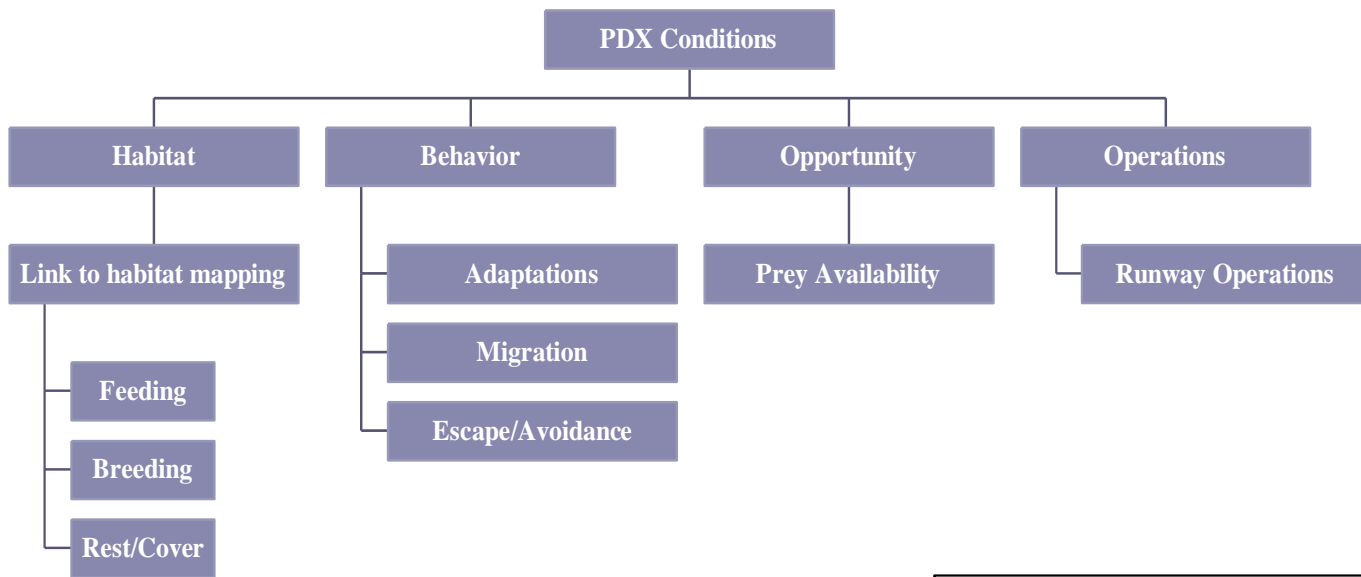 PDX Conditions
Habitat
Behavior
Opportunity
Operations
Link to habitat mapping
Adaptations
Prey Availability
Runway Operations
Migration
Feeding
Escape/Avoidance
Breeding
Rest/Cover